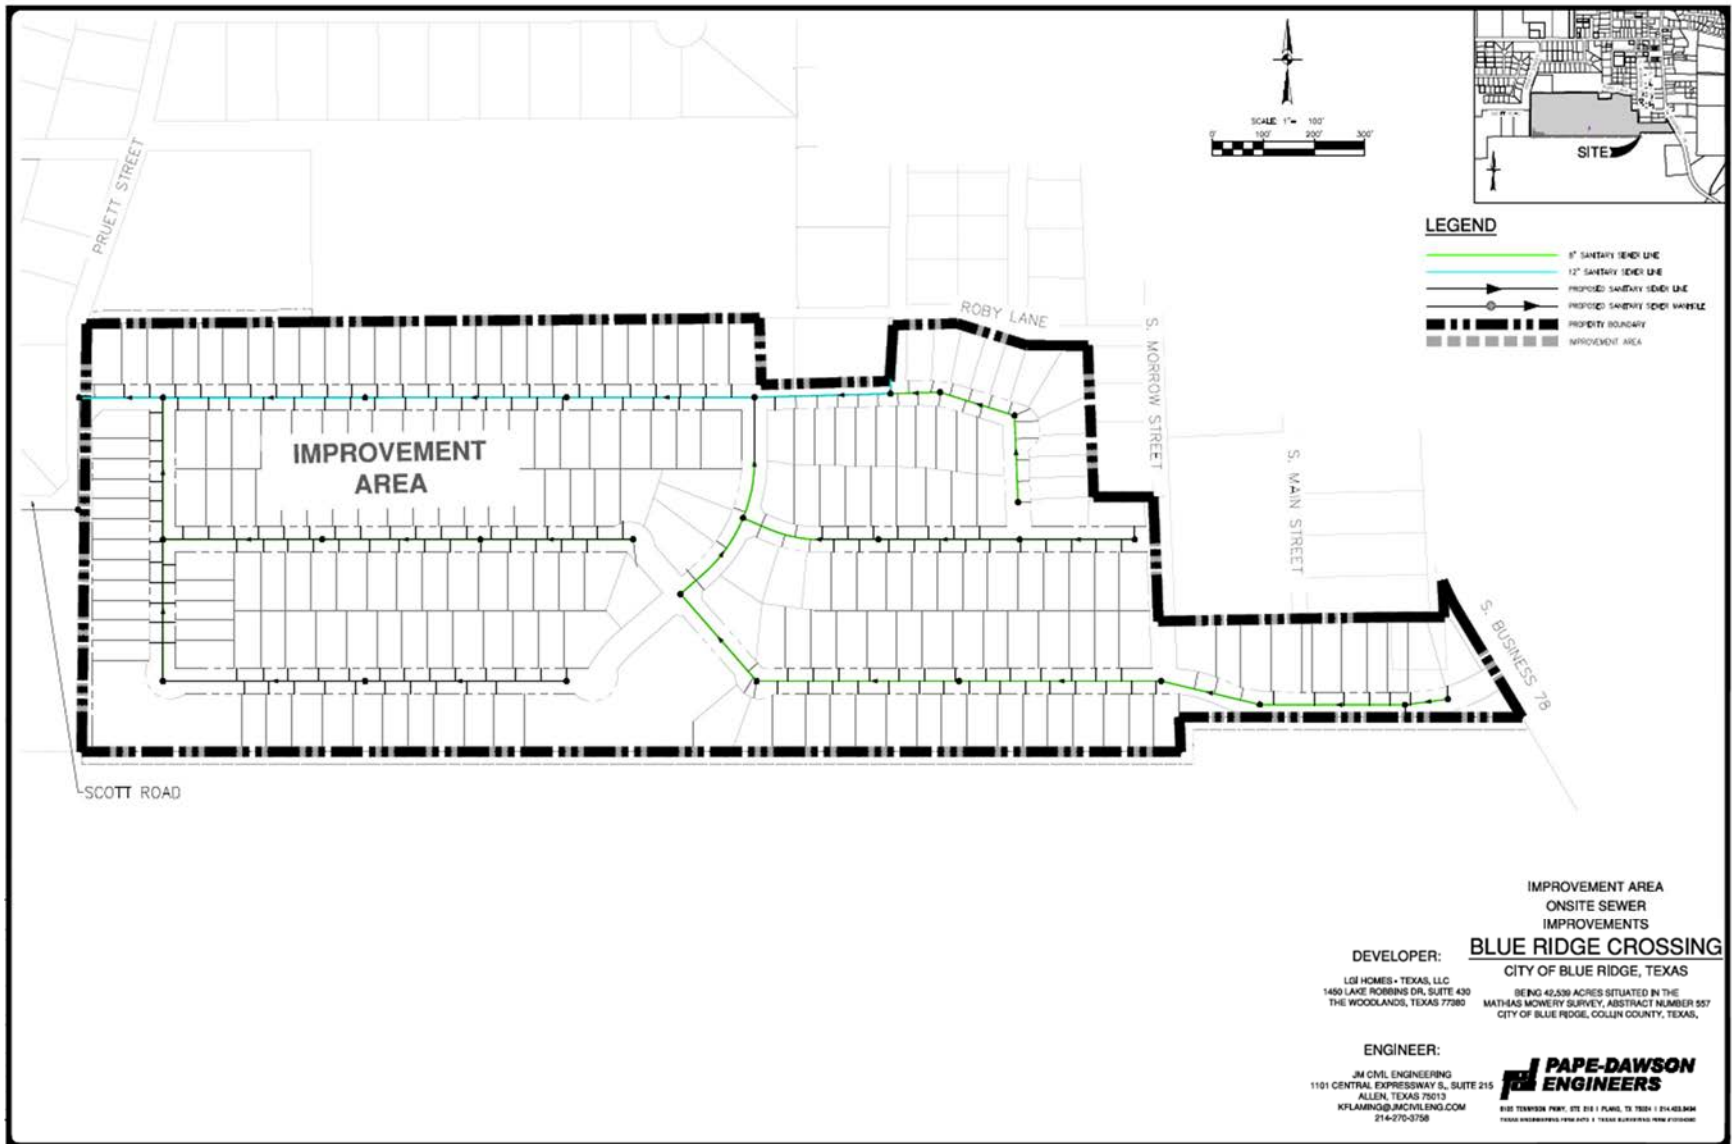 SCALE: 1"= 100'
0' 100' 200' 300'
SITE
LEGEND
8" SANITARY SEWER LINE
12" SANITARY SEWER LINE
PROPOSED SANITARY SEWER LINE
PROPOSED SANITARY SEWER MANHOLE
PROPERTY BOUNDARY
IMPROVEMENT AREA
PRUETT STREET
ROBY LANE
S. MORROW STREET
S. MAIN STREET
S. BUSINESS 78
IMPROVEMENT
AREA
SCOTT ROAD
IMPROVEMENT AREA
ONSITE SEWER
IMPROVEMENTS
BLUE RIDGE CROSSING
CITY OF BLUE RIDGE, TEXAS
BEING 42.539 ACRES SITUATED IN THE
MATHIAS MOWERY SURVEY, ABSTRACT NUMBER 557
CITY OF BLUE RIDGE, COLLIN COUNTY, TEXAS,
DEVELOPER:
LGI HOMES - TEXAS, LLC
1450 LAKE ROBBINS DR, SUITE 430
THE WOODLANDS, TEXAS 77380
ENGINEER:
JM CIVIL ENGINEERING
1101 CENTRAL EXPRESSWAY S., SUITE 215
ALLEN, TEXAS 75013
KFLAMING@JMCIVILENG.COM
214-270-3758
PAPE-DAWSON
ENGINEERS